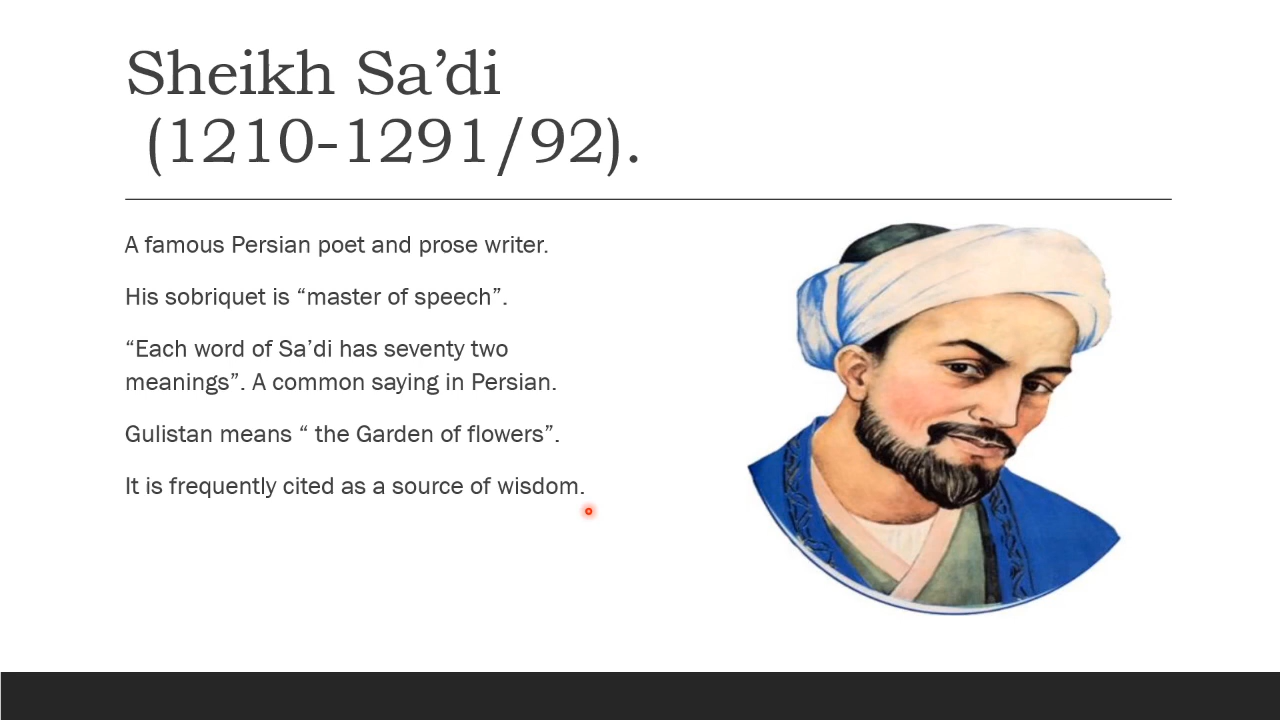 Sheikh Sa’di
(1210-1291/92).
A famous Persian poet and prose writer.
His sobriquet is “master of speech”.
“Each word of Sa’di has seventy two
meanings”. A common saying in Persian.
Gulistan means “ the Garden of flowers”.
It is frequently cited as a source of wisdom.